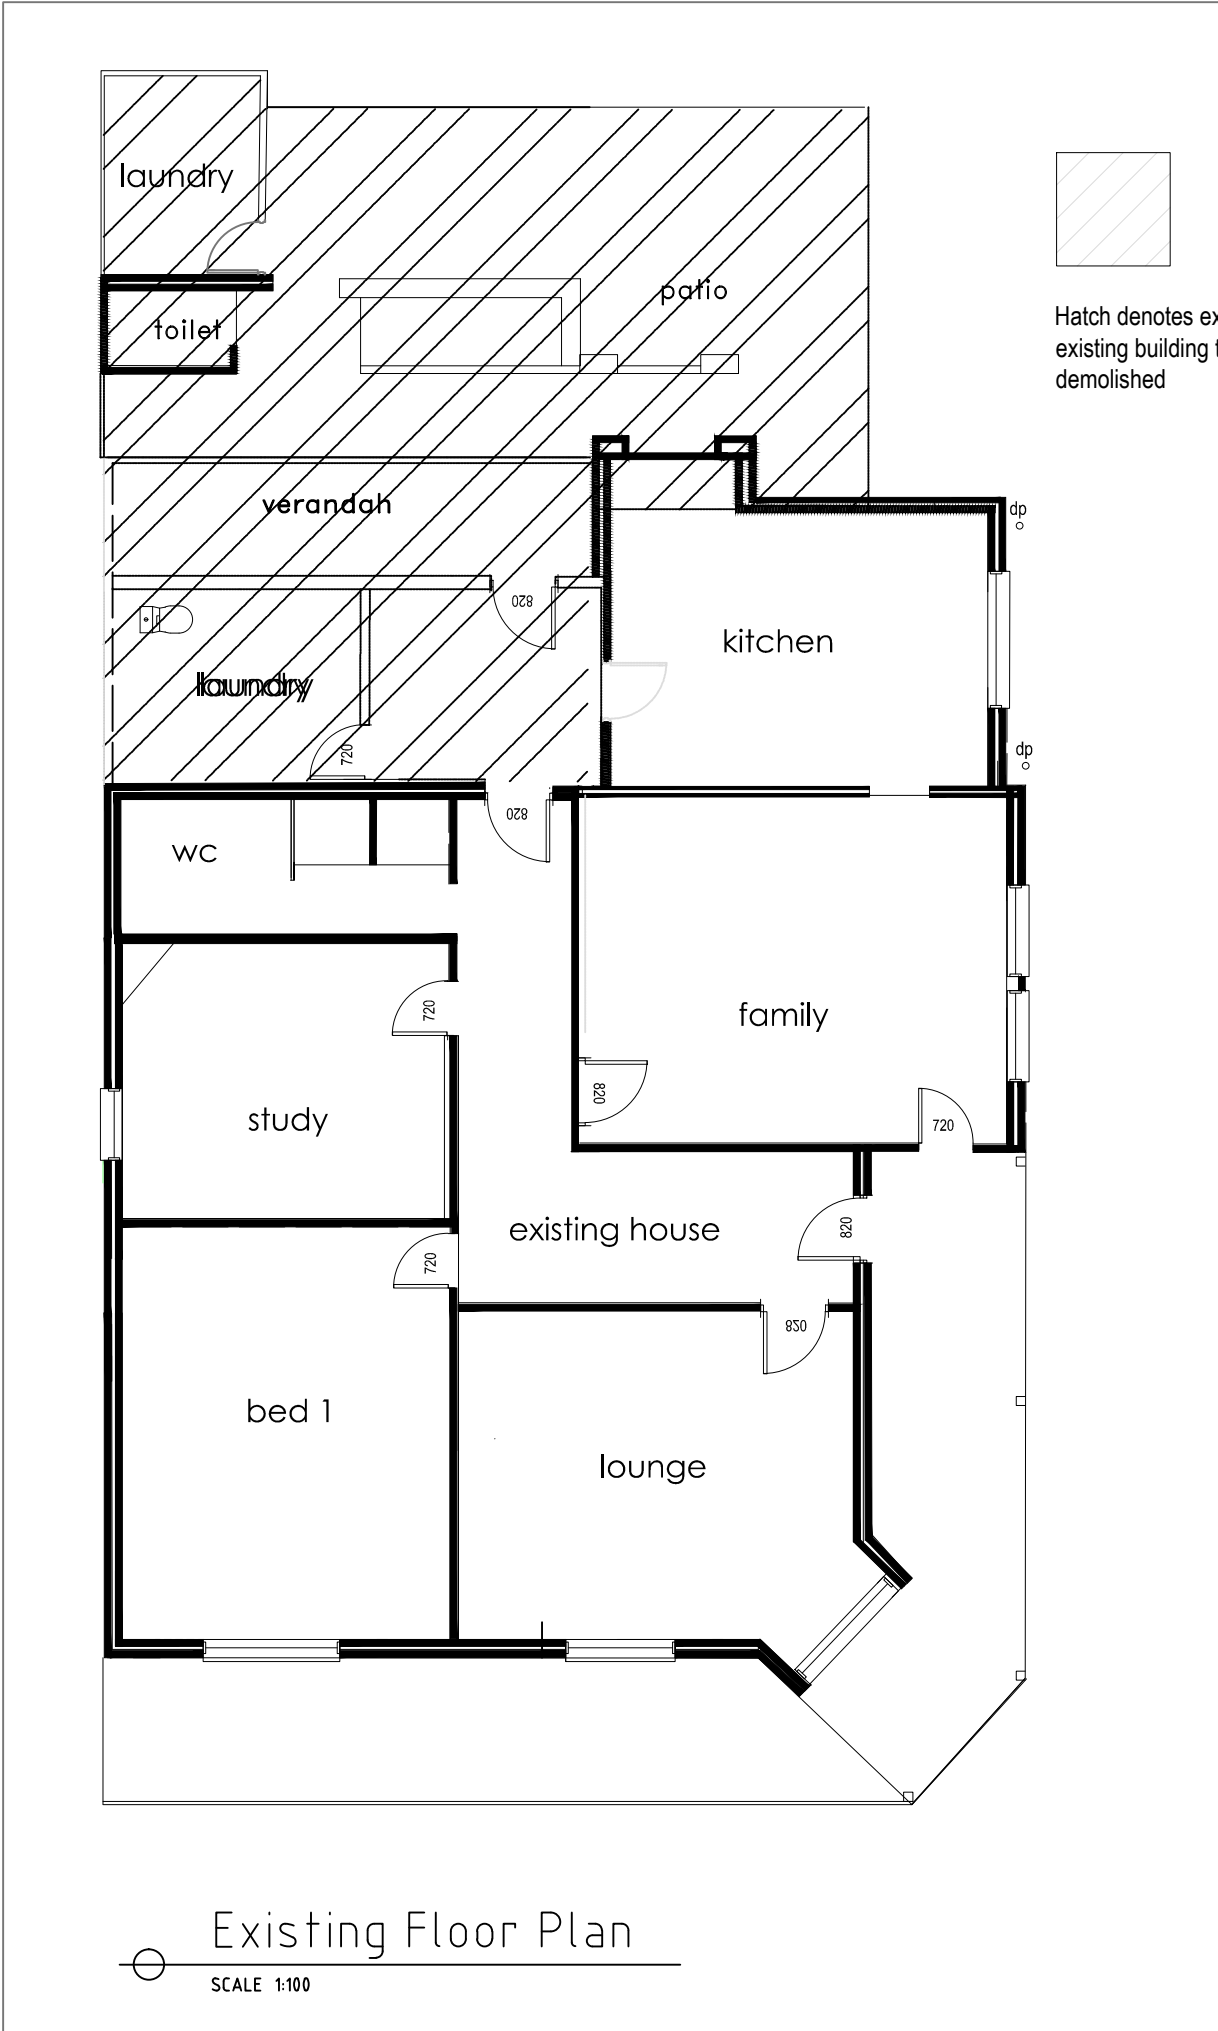 laundry
patio
Hatch denotes
existing building
demolished
toilet
verandah
dp
820
kitchen
laundry
720
dp
820
wc
720
family
820
study
720
existing house
820
720
820
bed 1
lounge
Existing Floor Plan
SCALE 1:100